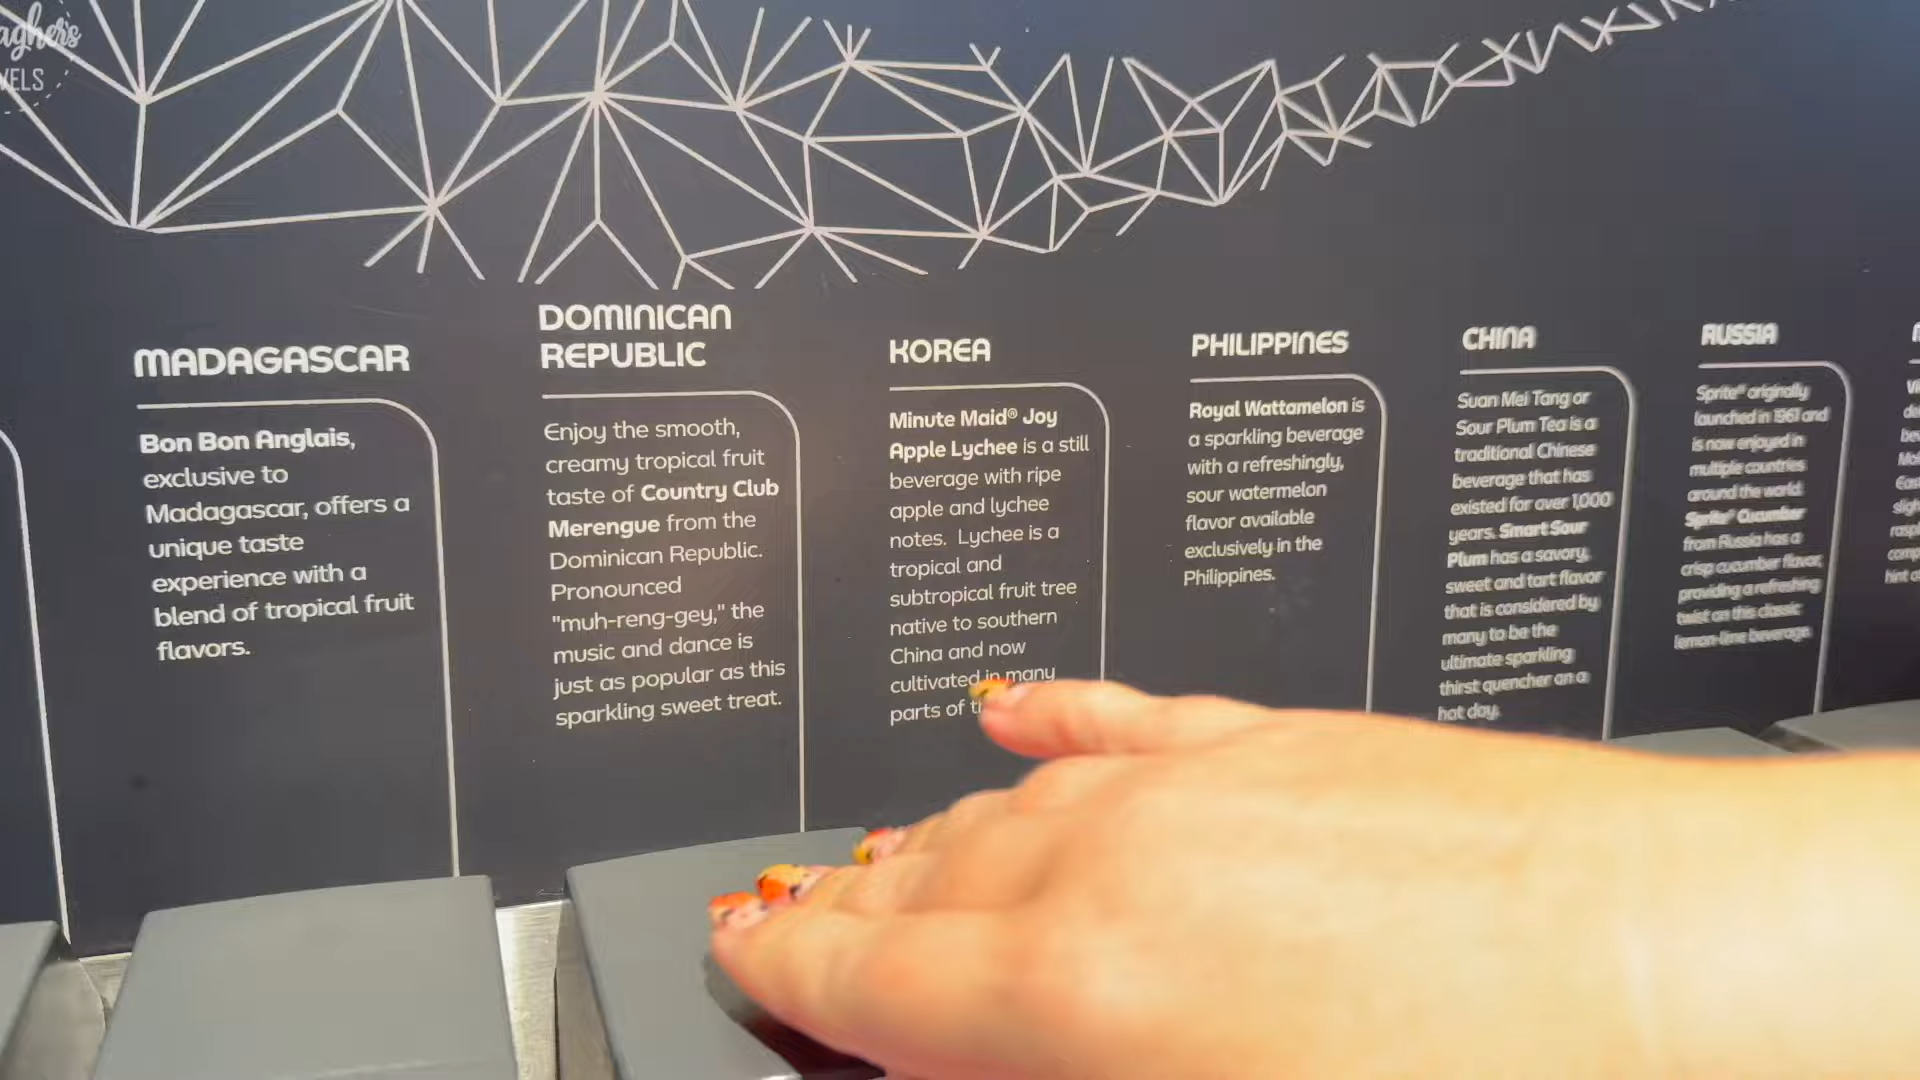 agher's
VELS
MADAGASCAR
Bon Bon Anglais,
exclusive to
Madagascar, offers a
unique taste
experience with a
blend of tropical fruit
flavors.
DOMINICAN
REPUBLIC
Enjoy the smooth,
creamy tropical fruit
taste of Country Club
Merengue from the
Dominican Republic.
Pronounced
"muh-reng-gey," the
music and dance is
just as popular as this
sparkling sweet treat.
KOREA
Minute Maid® Joy
Apple Lychee is a still
beverage with ripe
apple and lychee
notes. Lychee is a
tropical and
subtropical fruit tree
native to southern
China and now
cultivated in many
parts of
PHILIPPINES
Royal Wattamelon is
a sparkling beverage
with a refreshingly,
sour watermelon
flavor available
exclusively in the
Philippines.
CHINA
Suan Mei Tang or
Sour Plum Tea is a
traditional Chinese
beverage that has
existed for over 1,000
years. Smart Sour
Plum has a savory,
sweet and tart flavor
that is considered by
many to be the
ultimate sparkling
thirst quencher on a
hot day.
RUSSIA
Sprite® originally
launched in 1961 and
is now enjoyed in
multiple countries
around the world.
Sprite® Cucumber
from Russia has a
crisp cucumber flavor,
providing a refreshing
twist on this classic
lemon-lime beverage.